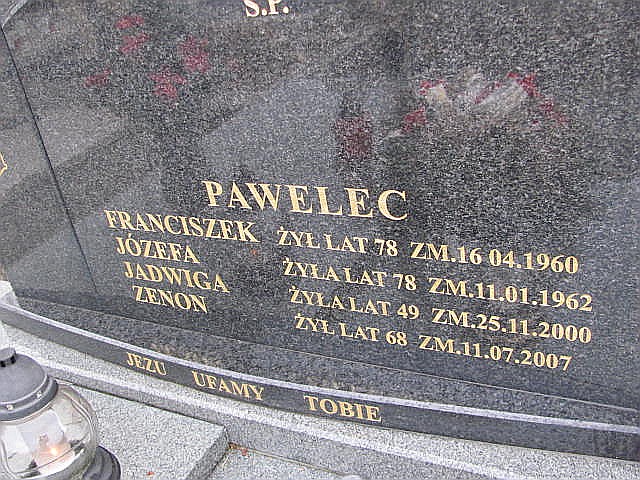 Ś.P.
PAWELEC
FRANCISZEK ŻYŁ LAT 78 ZM.16 04.1960
JÓZEFA ŻYŁA LAT 78 ZM.11.01.1962
JADWIGA ŻYŁA LAT 49 ZM.25.11.2000
ZENON ŻYŁ LAT 68 ZM.11.07.2007
JEZU UFAMY TOBIE